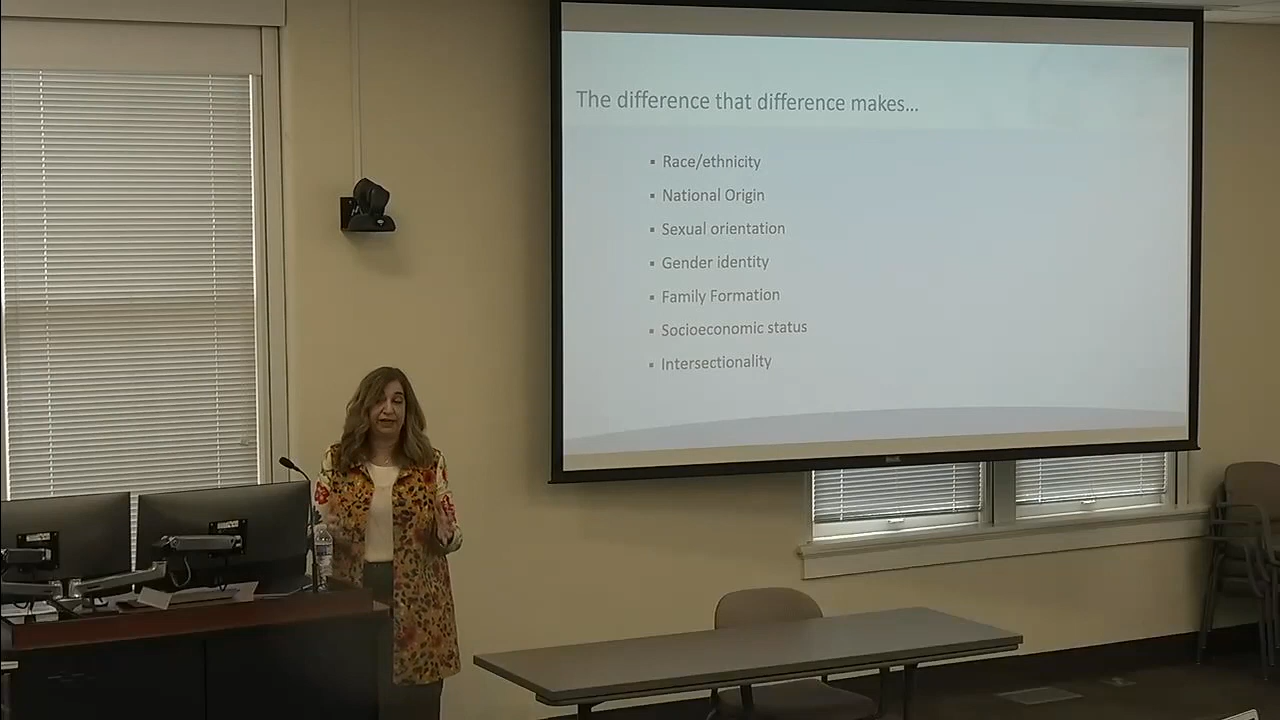 The difference that difference makes...
▪ Race/ethnicity
▪ National Origin
▪ Sexual orientation
▪ Gender identity
▪ Family Formation
▪ Socioeconomic status
▪ Intersectionality